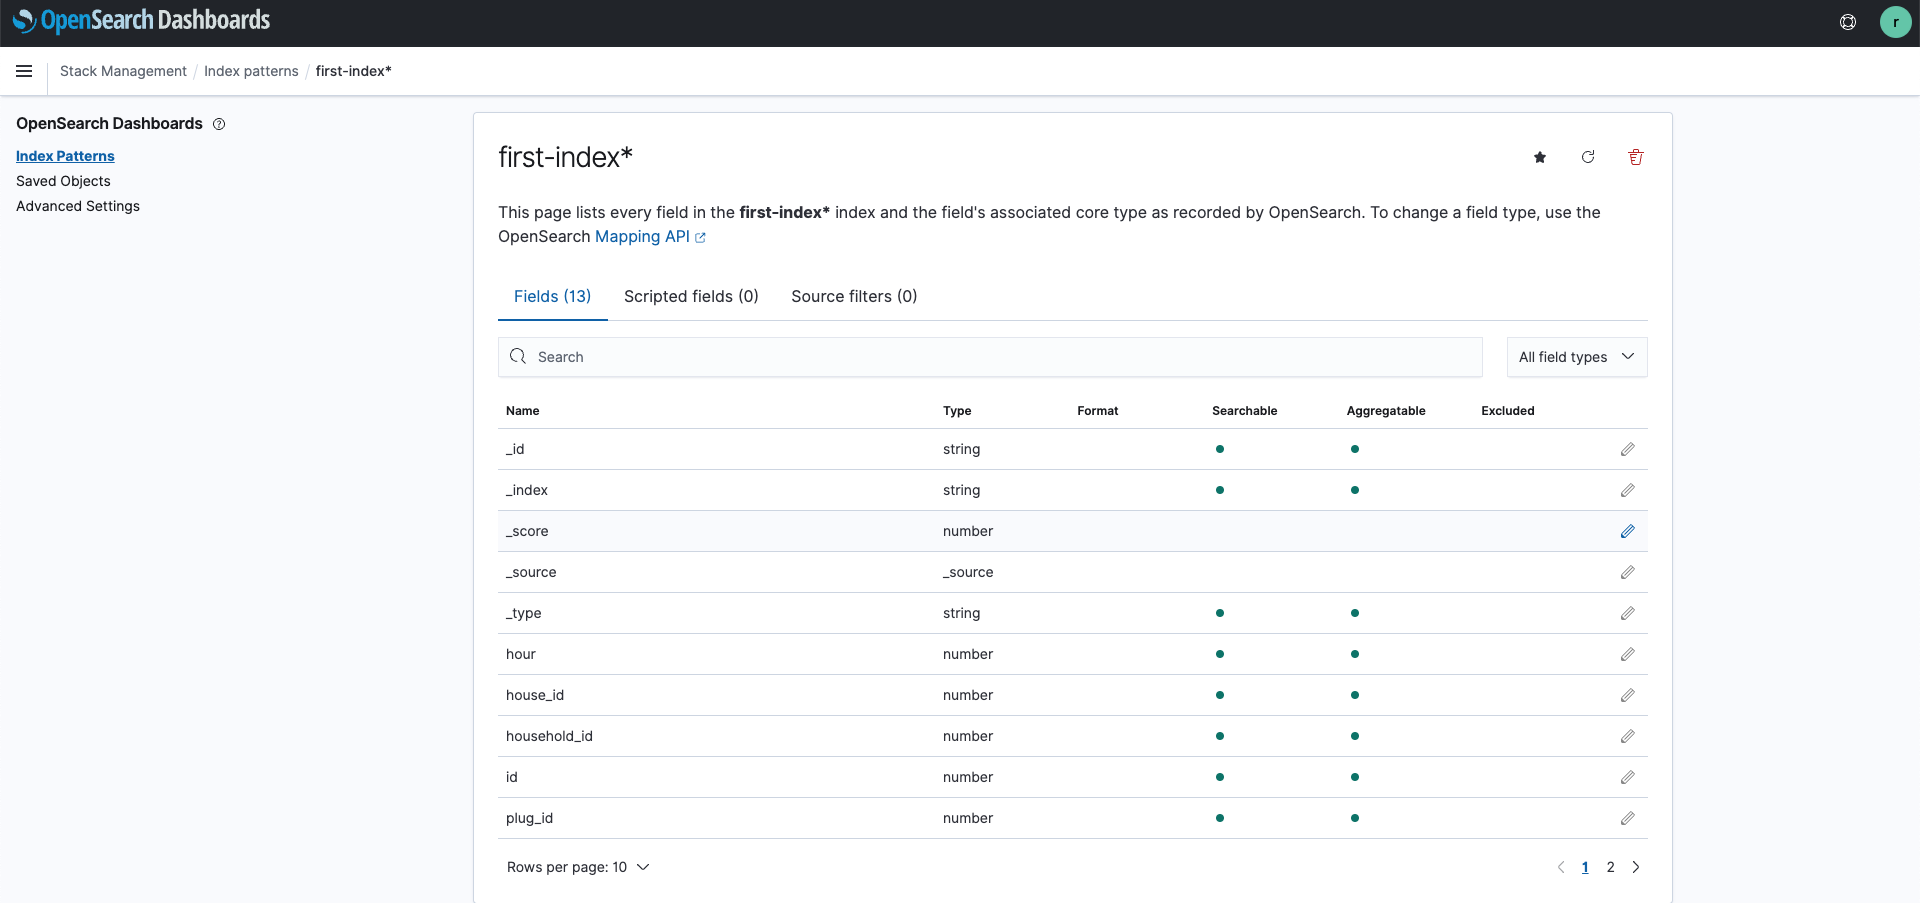 OpenSearch Dashboards
r
Stack Management / Index patterns / first-index*
OpenSearch Dashboards
Index Patterns
Saved Objects
Advanced Settings
first-index*
This page lists every field in the first-index* index and the field's associated core type as recorded by OpenSearch. To change a field type, use the
OpenSearch Mapping API
Fields (13) Scripted fields (0) Source filters (0)
Search All field types
Name Type Format Searchable Aggregatable Excluded
_id string
_index string
_score number
_source _source
_type string
hour number
house_id number
household_id number
id number
plug_id number
Rows per page: 10 1 2